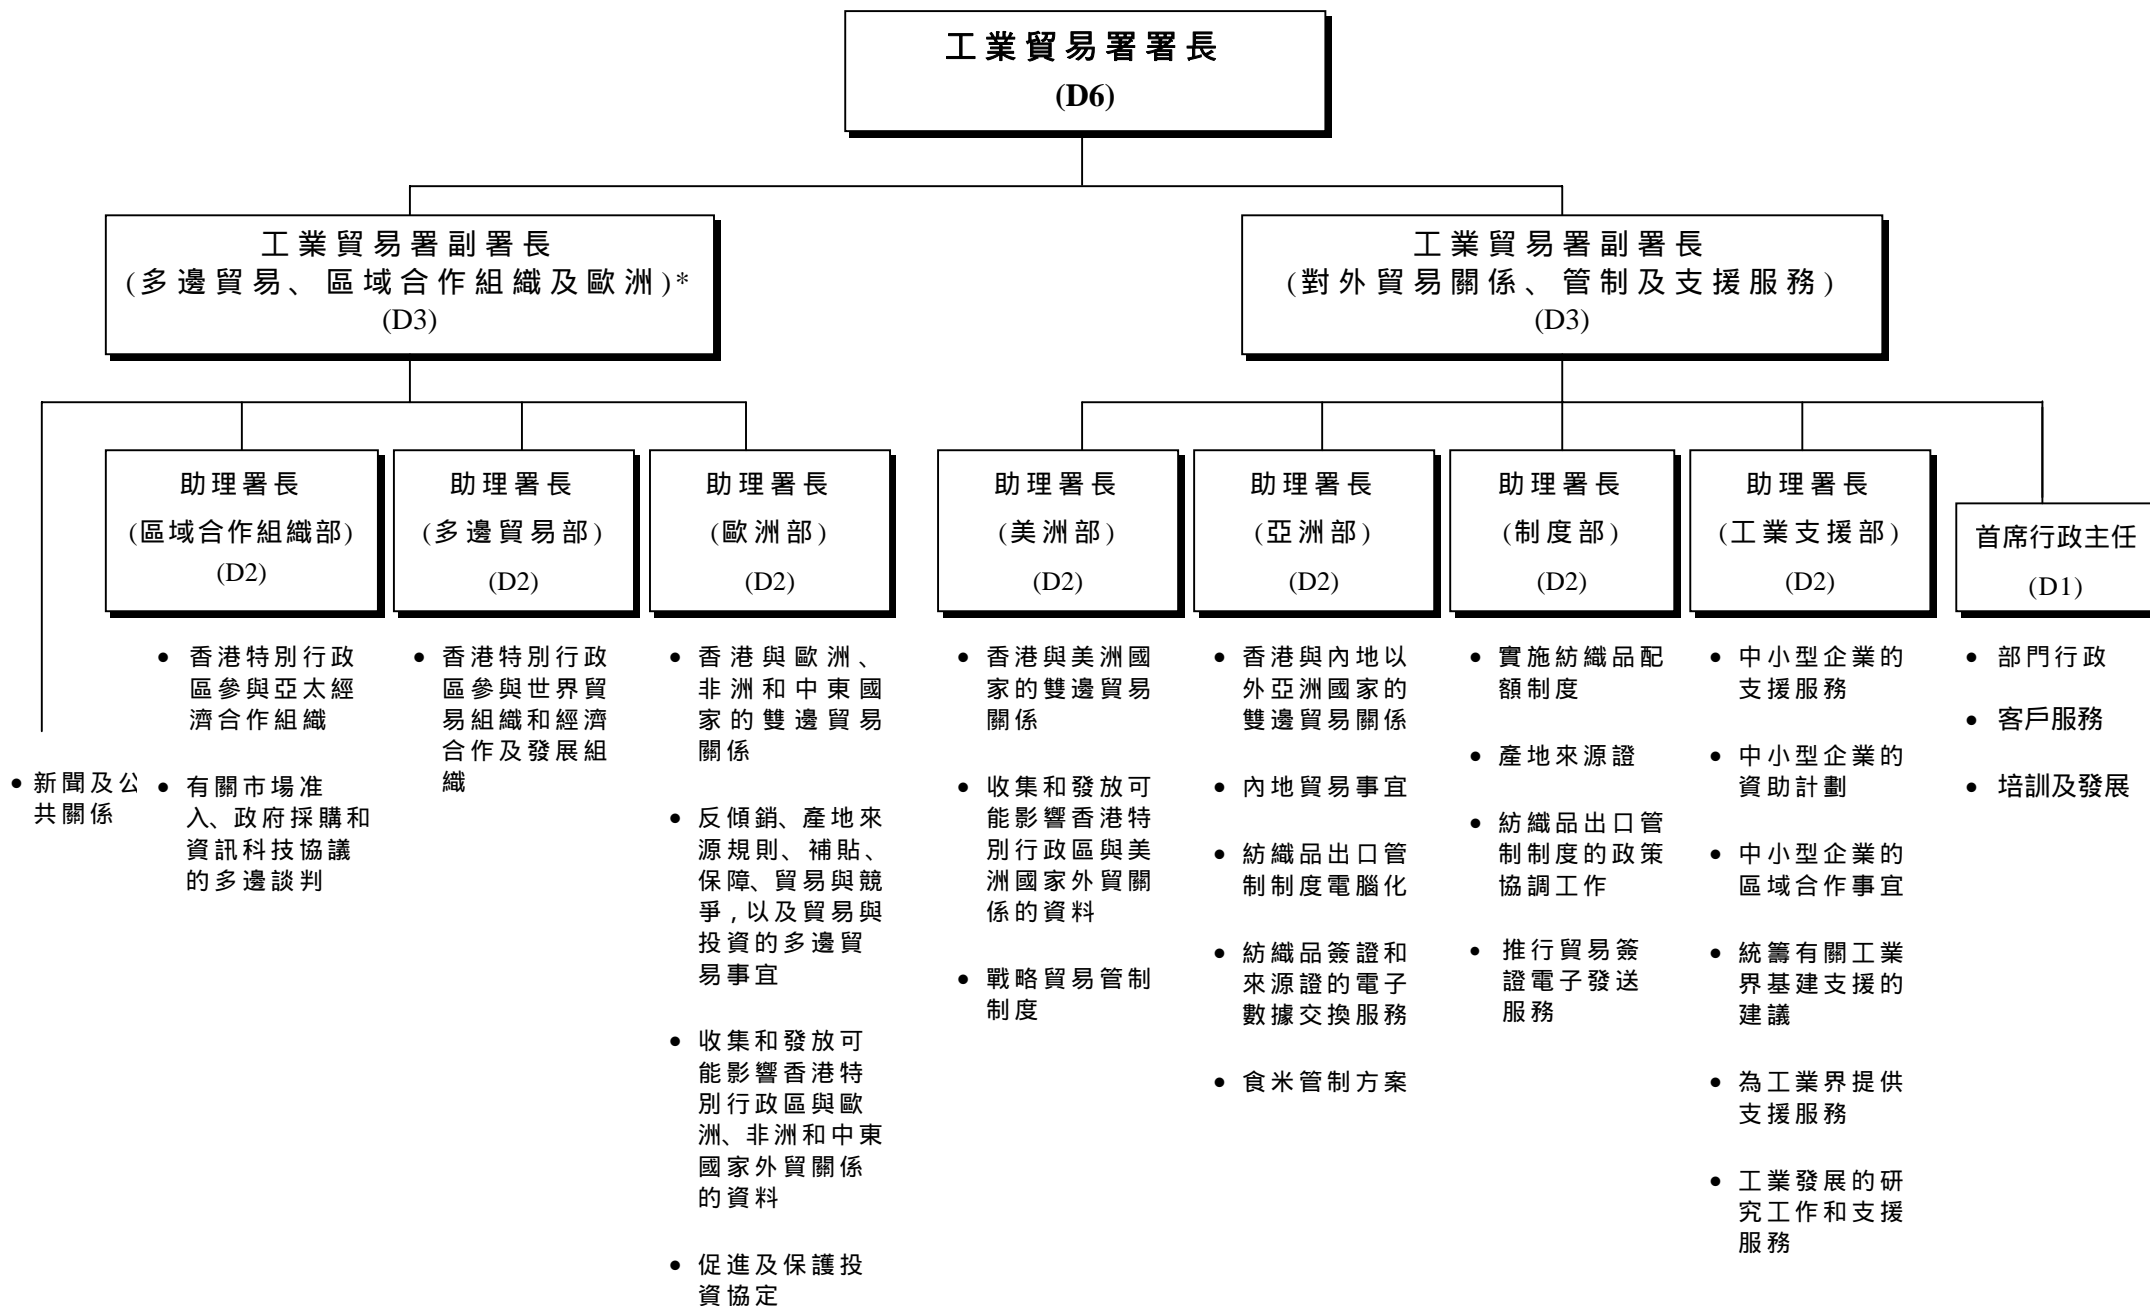 工業貿易署署長
(D6)
工業貿易署副署長
(多邊貿易、區域合作組織及歐洲)*
(D3)
工業貿易署副署長
(對外貿易關係、管制及支援服務)
(D3)
• 新聞及公
共關係
助理署長
(區域合作組織部)
(D2)
• 香港特別行政
區參與亞太經
濟合作組織
• 有關市場准
入、政府採購和
資訊科技協議
的多邊談判
助理署長
(多邊貿易部)
(D2)
• 香港特別行政
區參與世界貿
易組織和經濟
合作及發展組
織
助理署長
(歐洲部)
(D2)
• 香港與歐洲、
非洲和中東國
家的雙邊貿易
關係
• 反傾銷、產地來
源規則、補貼、
保障、貿易與競
爭,以及貿易與
投資的多邊貿
易事宜
• 收集和發放可
能影響香港特
別行政區與歐
洲、非洲和中東
國家外貿關係
的資料
• 促進及保護投
資協定
助理署長
(美洲部)
(D2)
• 香港與美洲國
家的雙邊貿易
關係
• 收集和發放可
能影響香港特
別行政區與美
洲國家外貿關
係的資料
• 戰略貿易管制
制度
助理署長
(亞洲部)
(D2)
• 香港與內地以
外亞洲國家的
雙邊貿易關係
• 內地貿易事宜
• 紡織品出口管
制制度電腦化
• 紡織品簽證和
來源證的電子
數據交換服務
• 食米管制方案
助理署長
(制度部)
(D2)
• 實施紡織品配
額制度
• 產地來源證
• 紡織品出口管
制制度的政策
協調工作
• 推行貿易簽
證電子發送
服務
助理署長
(工業支援部)
(D2)
• 中小型企業的
支援服務
• 中小型企業的
資助計劃
• 中小型企業的
區域合作事宜
• 統籌有關工業
界基建支援的
建議
• 為工業界提供
支援服務
• 工業發展的研
究工作和支援
服務
首席行政主任
(D1)
• 部門行政
• 客戶服務
• 培訓及發展